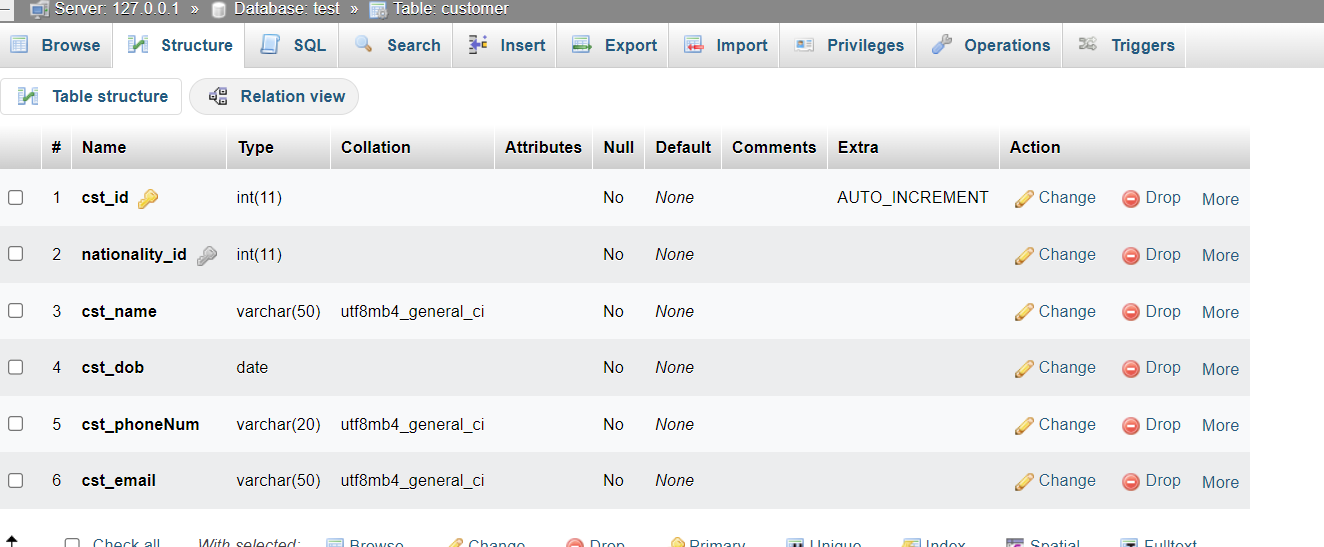 Server: 127.0.0.1 » Database: test » Table: customer
Browse Structure SQL Search Insert Export Import Privileges Operations Triggers
Table structure Relation view
# Name Type Collation Attributes Null Default Comments Extra Action
1 cst_id int(11) No None AUTO_INCREMENT Change Drop More
2 nationality_id int(11) No None Change Drop More
3 cst_name varchar(50) utf8mb4_general_ci No None Change Drop More
4 cst_dob date No None Change Drop More
5 cst_phoneNum varchar(20) utf8mb4_general_ci No None Change Drop More
6 cst_email varchar(50) utf8mb4_general_ci No None Change Drop More
Check all With selected: Browse Change Drop Primary Unique Index Spatial Fulltext